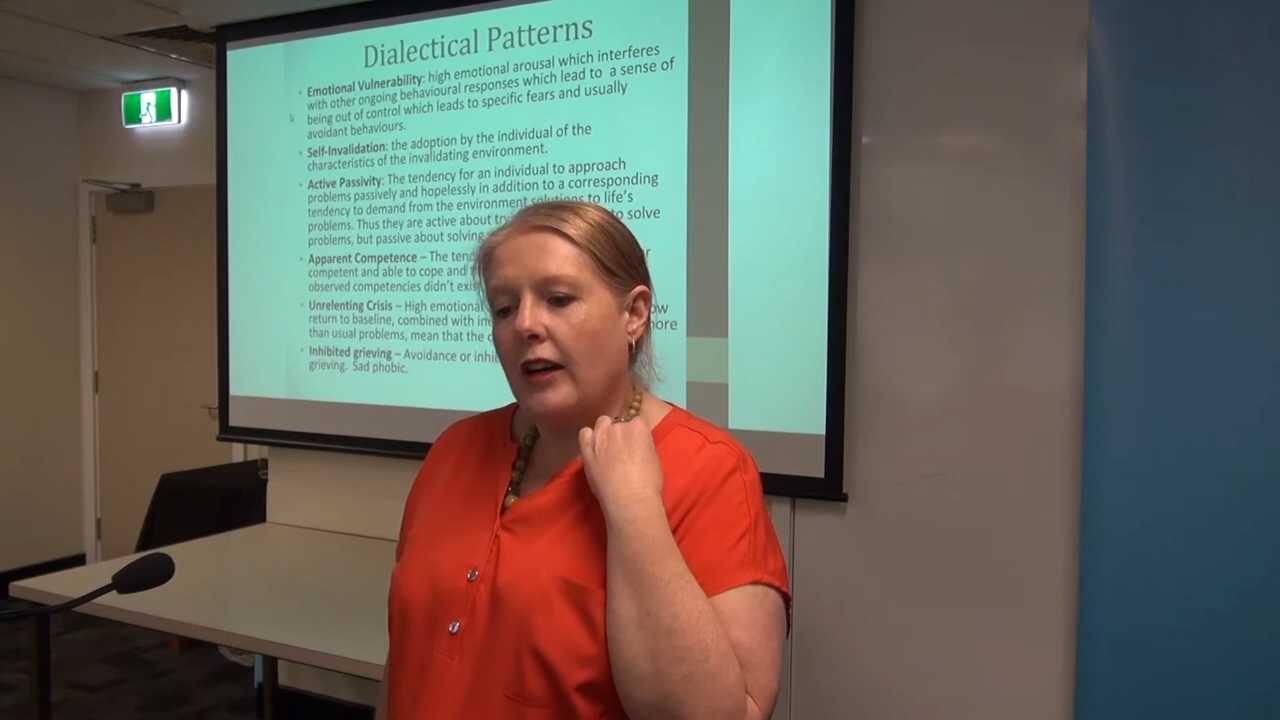 Dialectical Patterns
• Emotional Vulnerability: high emotional arousal which interferes
with other ongoing behavioural responses which lead to a sense of
being out of control which leads to specific fears and usually
avoidant behaviours.
• Self-Invalidation: the adoption by the individual of the
characteristics of the invalidating environment.
• Active Passivity: The tendency for an individual to approach
problems passively and hopelessly in addition to a corresponding
tendency to demand from the environment solutions to life's
problems. Thus they are active about to solve
problems, but passive about solving
• Apparent Competence – The
competent and able to cope and
observed competencies didn't
• Unrelenting Crisis – High emotional
return to baseline, combined with more
than usual problems, mean that the
• Inhibited grieving – Avoidance or
grieving. Sad phobic.